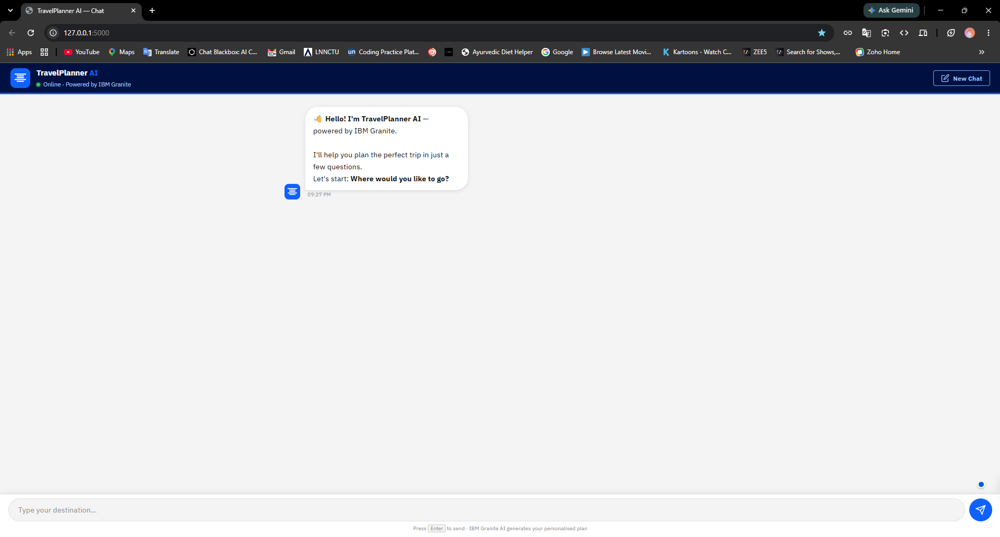 TravelPlanner AI — Chat
Ask Gemini
127.0.0.1:5000
Apps
YouTube
Maps
Translate
Chat Blackbox: AI C...
Gmail
LNNCTU
Coding Practice Plat...
Ayurvedic Diet Helper
Google
Browse Latest Movi...
Kartoons - Watch C...
ZEE5
Search for Shows,...
Zoho Home
TravelPlanner AI
Online · Powered by IBM Granite
New Chat
👋 Hello! I'm TravelPlanner AI —
powered by IBM Granite.
I'll help you plan the perfect trip in just a
few questions.
Let's start: Where would you like to go?
09:27 PM
Type your destination...
Press Enter to send · IBM Granite AI generates your personalised plan